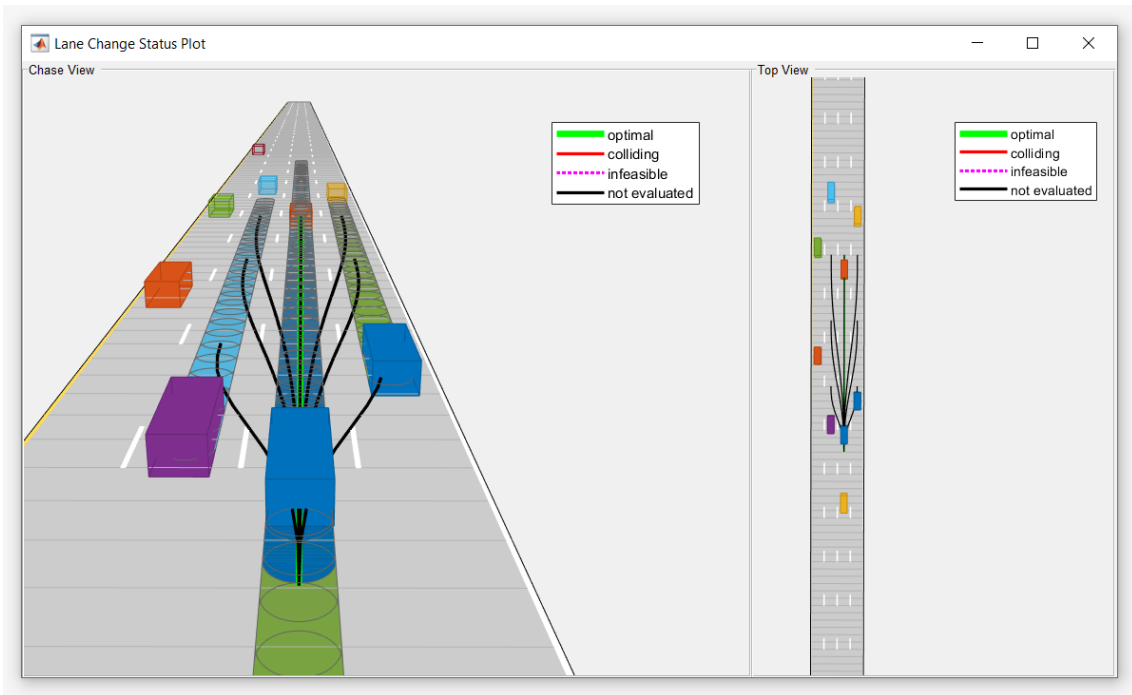 Lane Change Status Plot
Chase View
optimal
colliding
infeasible
not evaluated
Top View
optimal
colliding
infeasible
not evaluated